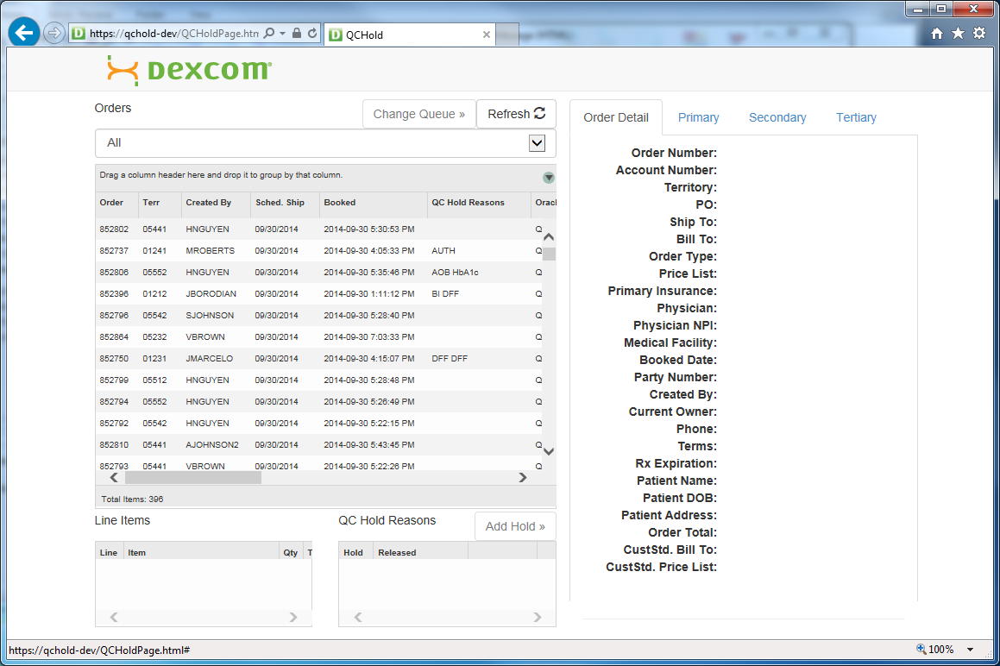 https://qchold-dev/QCHoldPage.htm
QCHold
DEXCOM
Orders
Change Queue »
Refresh
All
Drag a column header here and drop it to group by that column.
Order Terr Created By Sched. Ship Booked QC Hold Reasons Orac
852802 05441 HNGUYEN 09/30/2014 2014-09-30 5:30:53 PM Q
852737 01241 MROBERTS 09/30/2014 2014-09-30 4:05:33 PM AUTH Q
852806 05552 HNGUYEN 09/30/2014 2014-09-30 5:35:46 PM AOB HbA1c Q
852396 01212 JBORODIAN 09/30/2014 2014-09-30 1:11:12 PM BI DFF Q
852796 05542 SJOHNSON 09/30/2014 2014-09-30 5:28:40 PM Q
852864 05232 VBROWN 09/30/2014 2014-09-30 7:03:33 PM Q
852750 01231 JMARCELO 09/30/2014 2014-09-30 4:15:07 PM DFF DFF Q
852799 05512 HNGUYEN 09/30/2014 2014-09-30 5:28:48 PM Q
852794 05552 HNGUYEN 09/30/2014 2014-09-30 5:26:49 PM Q
852792 05542 HNGUYEN 09/30/2014 2014-09-30 5:22:15 PM Q
852810 05441 AJOHNSON2 09/30/2014 2014-09-30 5:43:45 PM Q
852793 05441 VBROWN 09/30/2014 2014-09-30 5:22:26 PM Q
Total Items: 396
Line Items
Line Item Qty T
QC Hold Reasons
Add Hold »
Hold Released
Order Detail Primary Secondary Tertiary
Order Number:
Account Number:
Territory:
PO:
Ship To:
Bill To:
Order Type:
Price List:
Primary Insurance:
Physician:
Physician NPI:
Medical Facility:
Booked Date:
Party Number:
Created By:
Current Owner:
Phone:
Terms:
Rx Expiration:
Patient Name:
Patient DOB:
Patient Address:
Order Total:
CustStd. Bill To:
CustStd. Price List:
https://qchold-dev/QCHoldPage.html#
100%